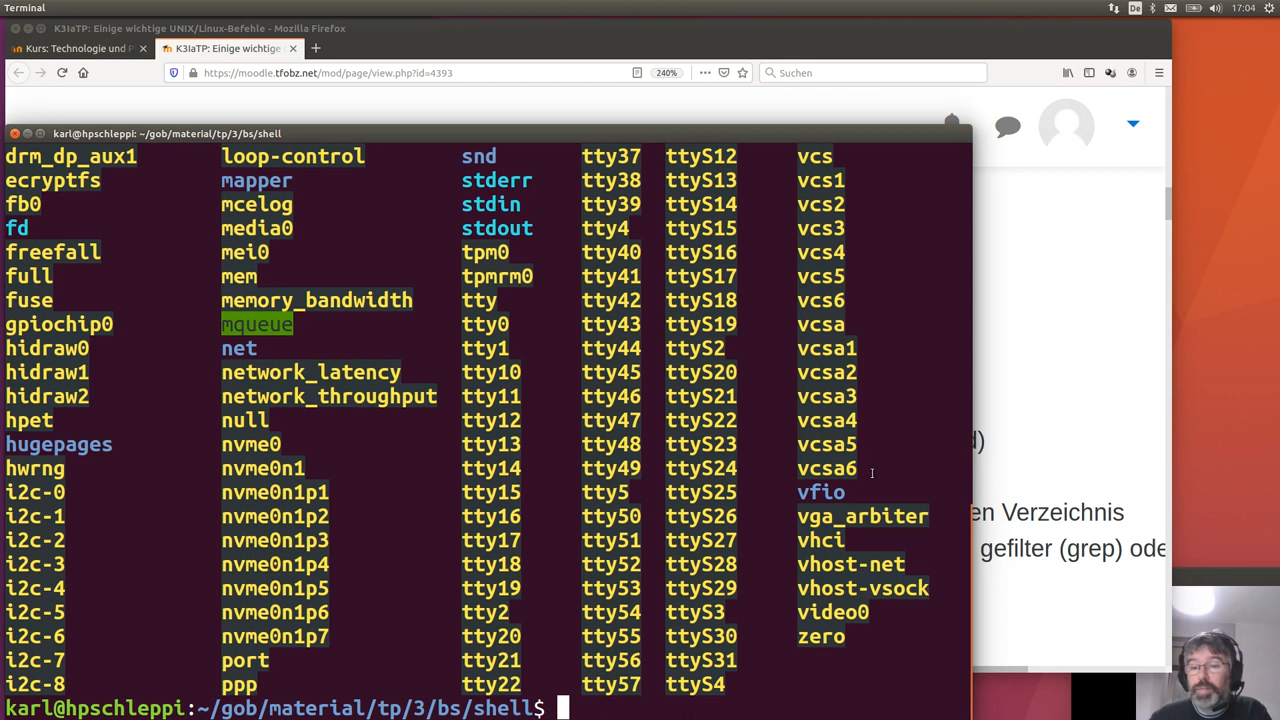 Terminal
De
17:04
K3IaTP: Einige wichtige UNIX/Linux-Befehle - Mozilla Firefox
Kurs: Technologie und P
K3IaTP: Einige wichtige
https://moodle.tfobz.net/mod/page/view.php?id=4393
240%
Suchen
karl@hpschleppi: ~/gob/material/tp/3/bs/shell
drm_dp_aux1 loop-control snd tty37 ttyS12 vcs
ecryptfs mapper stderr tty38 ttyS13 vcs1
fb0 mcelog stdin tty39 ttyS14 vcs2
fd media0 stdout tty4 ttyS15 vcs3
freefall mei0 tpm0 tty40 ttyS16 vcs4
full mem tpmrm0 tty41 ttyS17 vcs5
fuse memory_bandwidth tty tty42 ttyS18 vcs6
gpiochip0 mqueue tty0 tty43 ttyS19 vcsa
hidraw0 net tty1 tty44 ttyS2 vcsa1
hidraw1 network_latency tty10 tty45 ttyS20 vcsa2
hidraw2 network_throughput tty11 tty46 ttyS21 vcsa3
hpet null tty12 tty47 ttyS22 vcsa4
hugepages nvme0 tty13 tty48 ttyS23 vcsa5
hwrng nvme0n1 tty14 tty49 ttyS24 vcsa6
i2c-0 nvme0n1p1 tty15 tty5 ttyS25 vfio
i2c-1 nvme0n1p2 tty16 tty50 ttyS26 vga_arbiter
i2c-2 nvme0n1p3 tty17 tty51 ttyS27 vhci
i2c-3 nvme0n1p4 tty18 tty52 ttyS28 vhost-net
i2c-4 nvme0n1p5 tty19 tty53 ttyS29 vhost-vsock
i2c-5 nvme0n1p6 tty2 tty54 ttyS3 video0
i2c-6 nvme0n1p7 tty20 tty55 ttyS30 zero
i2c-7 port tty21 tty56 ttyS31
i2c-8 ppp tty22 tty57 ttyS4
karl@hpschleppi:~/gob/material/tp/3/bs/shell$
d)
en Verzeichnis
gefilter (grep) ode